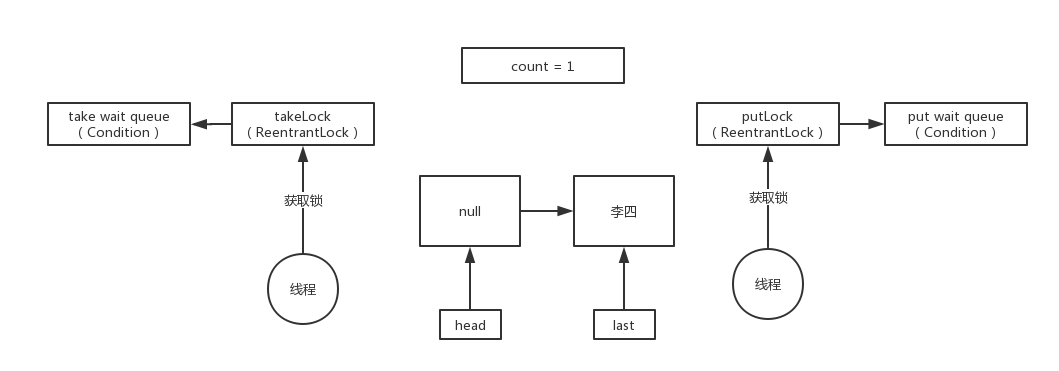 count = 1
take wait queue
( Condition )
takeLock
( ReentrantLock )
putLock
( ReentrantLock )
put wait queue
( Condition )
获取锁
null
李四
获取锁
线程
线程
head
last